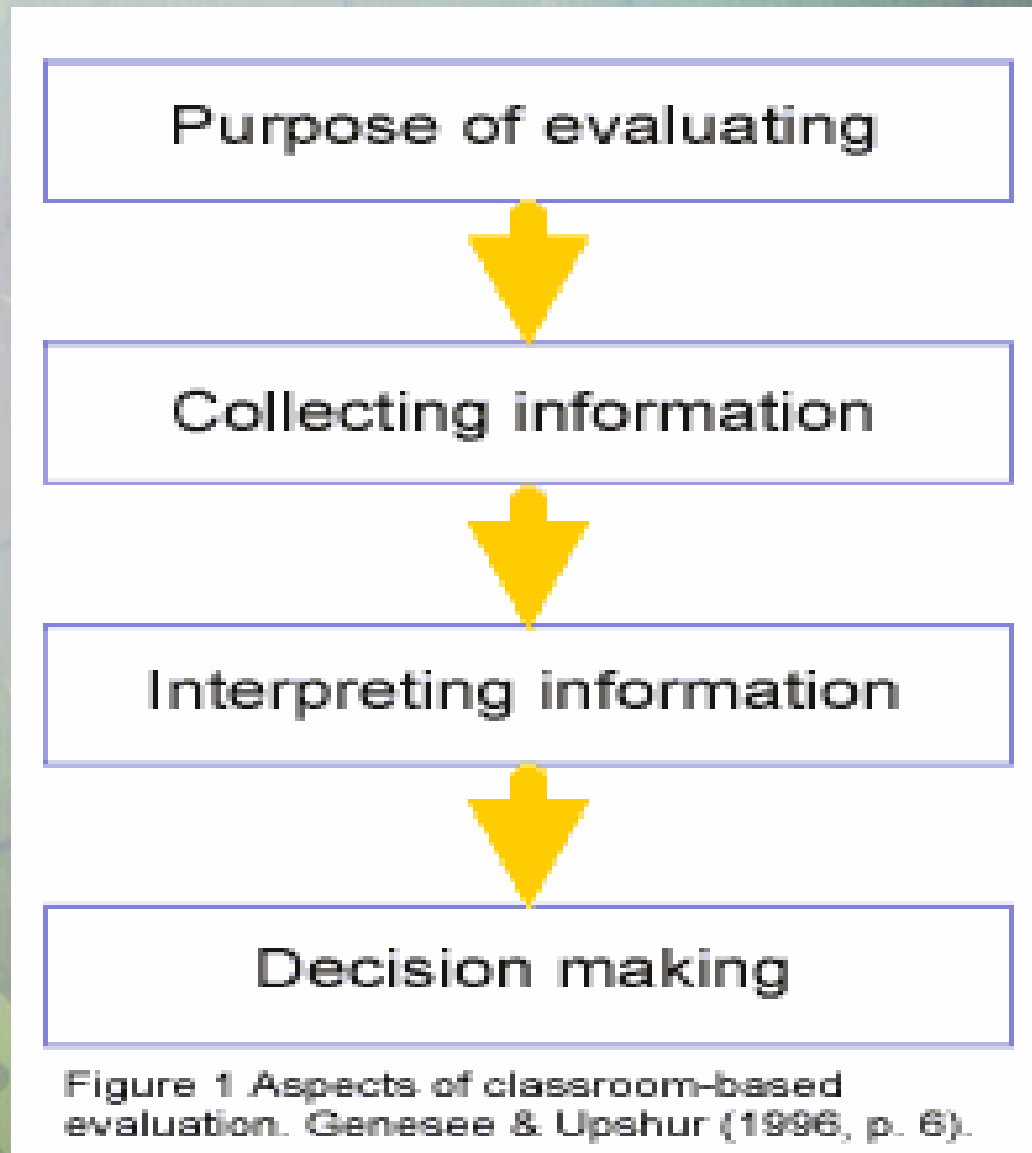 Purpose of evaluating
Collecting information
Interpreting information
Decision making
Figure 1 Aspects of classroom-based
evaluation. Genesee & Upshur (1996, p. 6).